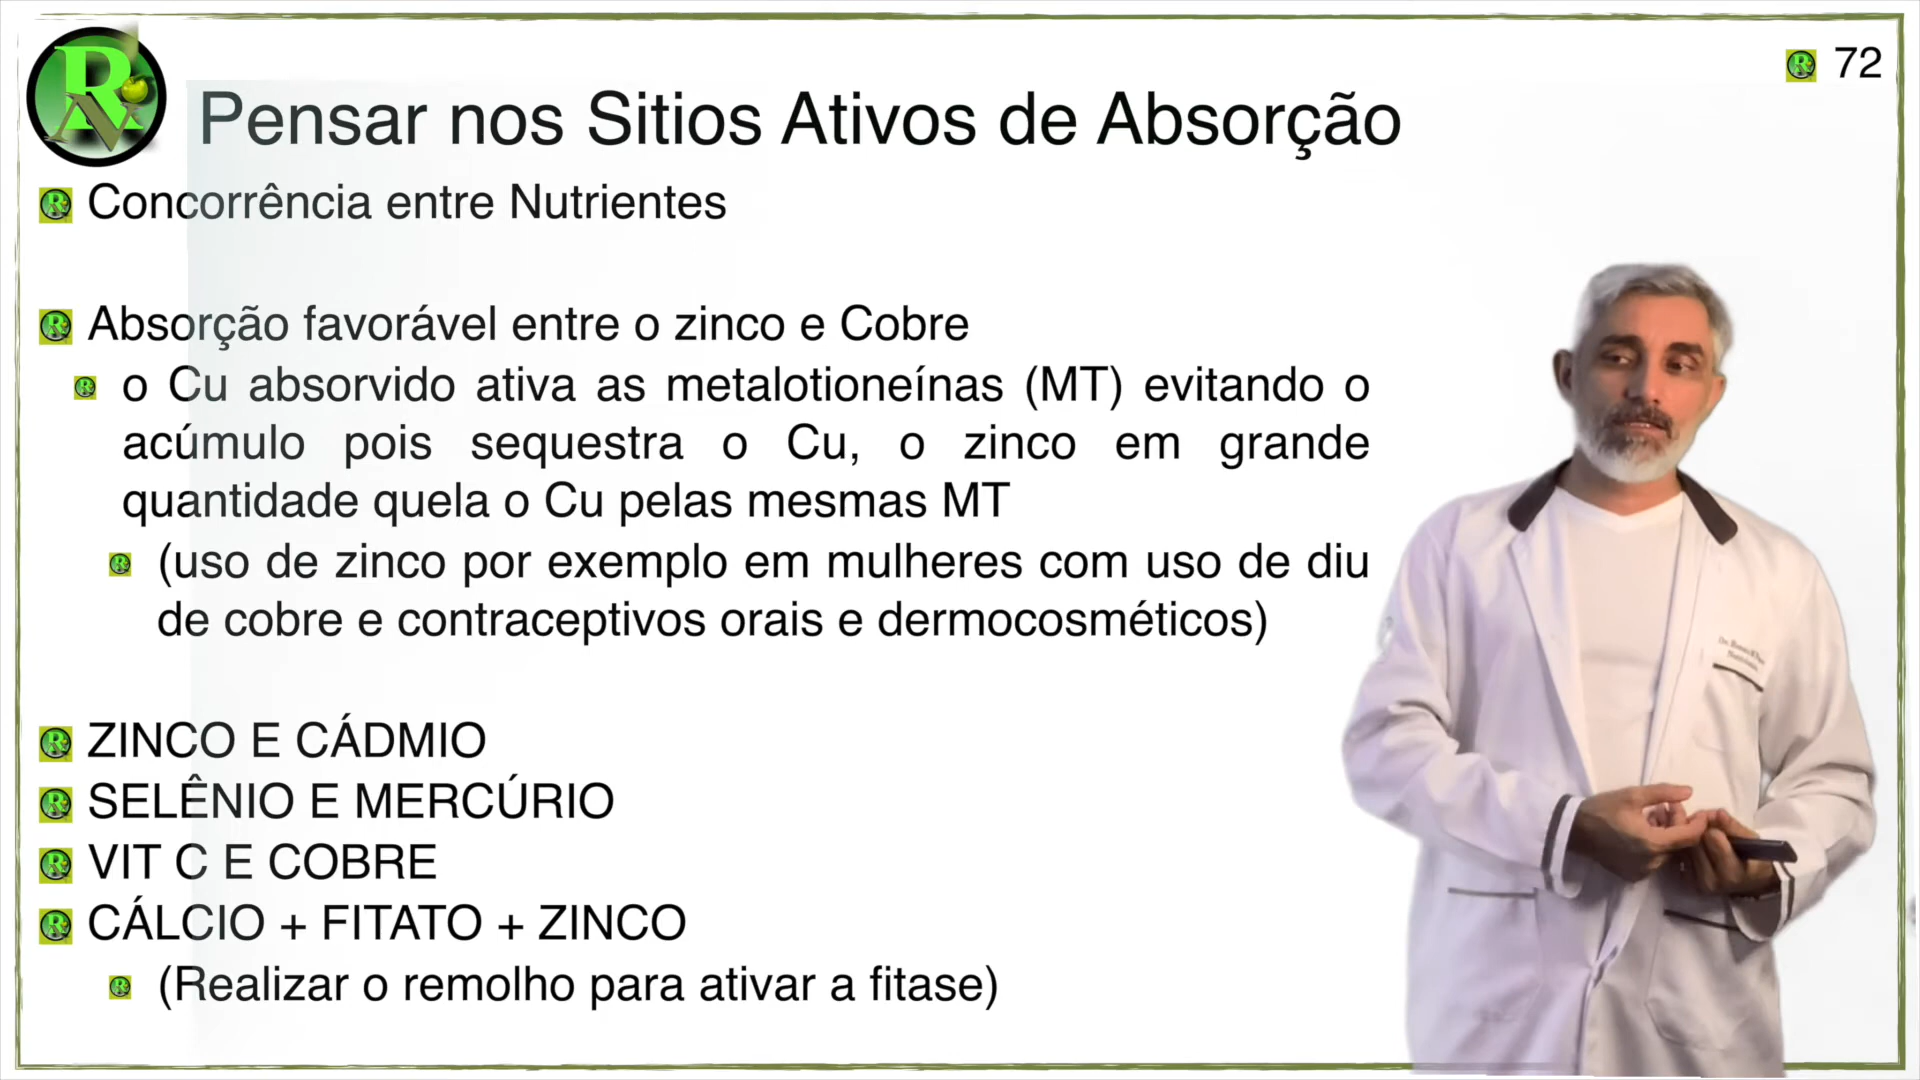 72
Pensar nos Sitios Ativos de Absorção
Concorrência entre Nutrientes
Absorção favorável entre o zinco e Cobre
o Cu absorvido ativa as metalotioneínas (MT) evitando o
acúmulo pois sequestra o Cu, o zinco em grande
quantidade quela o Cu pelas mesmas MT
(uso de zinco por exemplo em mulheres com uso de diu
de cobre e contraceptivos orais e dermocosméticos)
ZINCO E CÁDMIO
SELÊNIO E MERCÚRIO
VIT C E COBRE
CÁLCIO + FITATO + ZINCO
(Realizar o remolho para ativar a fitase)